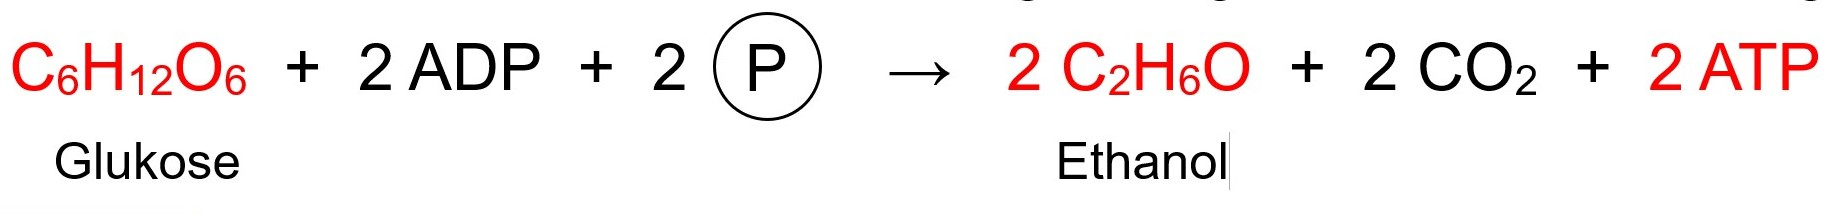 C₆H₁₂O₆ + 2 ADP + 2 P → 2 C₂H₆O + 2 CO₂ + 2 ATP
Glukose Ethanol